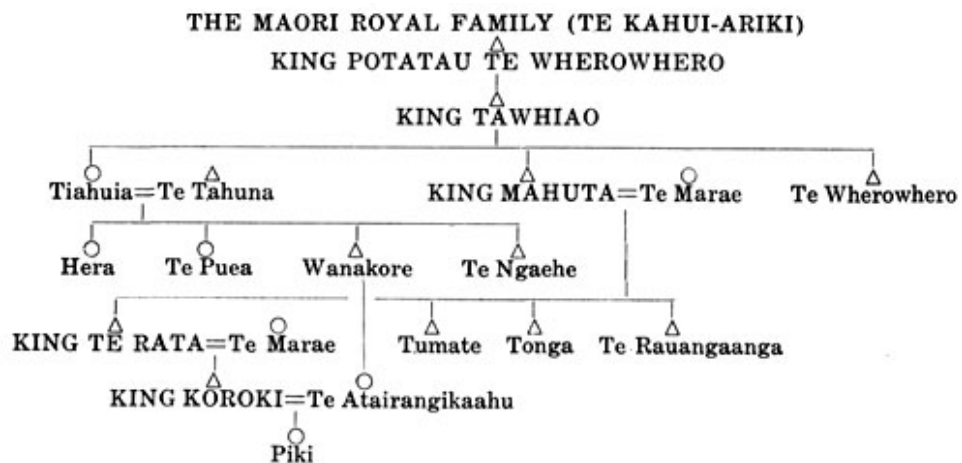 THE MAORI ROYAL FAMILY (TE KAHUI-ARIKI)
KING POTATAU TE WHEROWHERO
KING TAWHIAO
Tiahuia=Te Tahuna KING MAHUTA=Te Marae Te Wherowhero
Hera Te Puea Wanakore Te Ngaehe
KING TE RATA=Te Marae Tumate Tonga Te Rauangaanga
KING KOROKI=Te Atairangikaahu
Piki